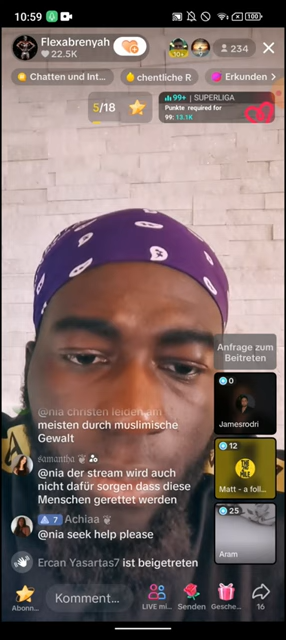 10:59
100
Flexabrenyah
22.5K
30+
234
Chatten und Int...
chentliche R
Erkunden >
5/18
99+ | SUPERLIGA
Punkte required for
99: 13.1K
Anfrage zum
Beitreten
0
Jamesrodri
@nia christen leiden am
meisten durch muslimische
Gewalt
12
Matt - a foll...
samantha
@nia der stream wird auch
nicht dafür sorgen dass diese
Menschen gerettet werden
25
Aram
7 Achiaa
@nia seek help please
Ercan Yasartas7 ist beigetreten
Abonn...
Komment...
LIVE mi...
Senden
Gesche...
16